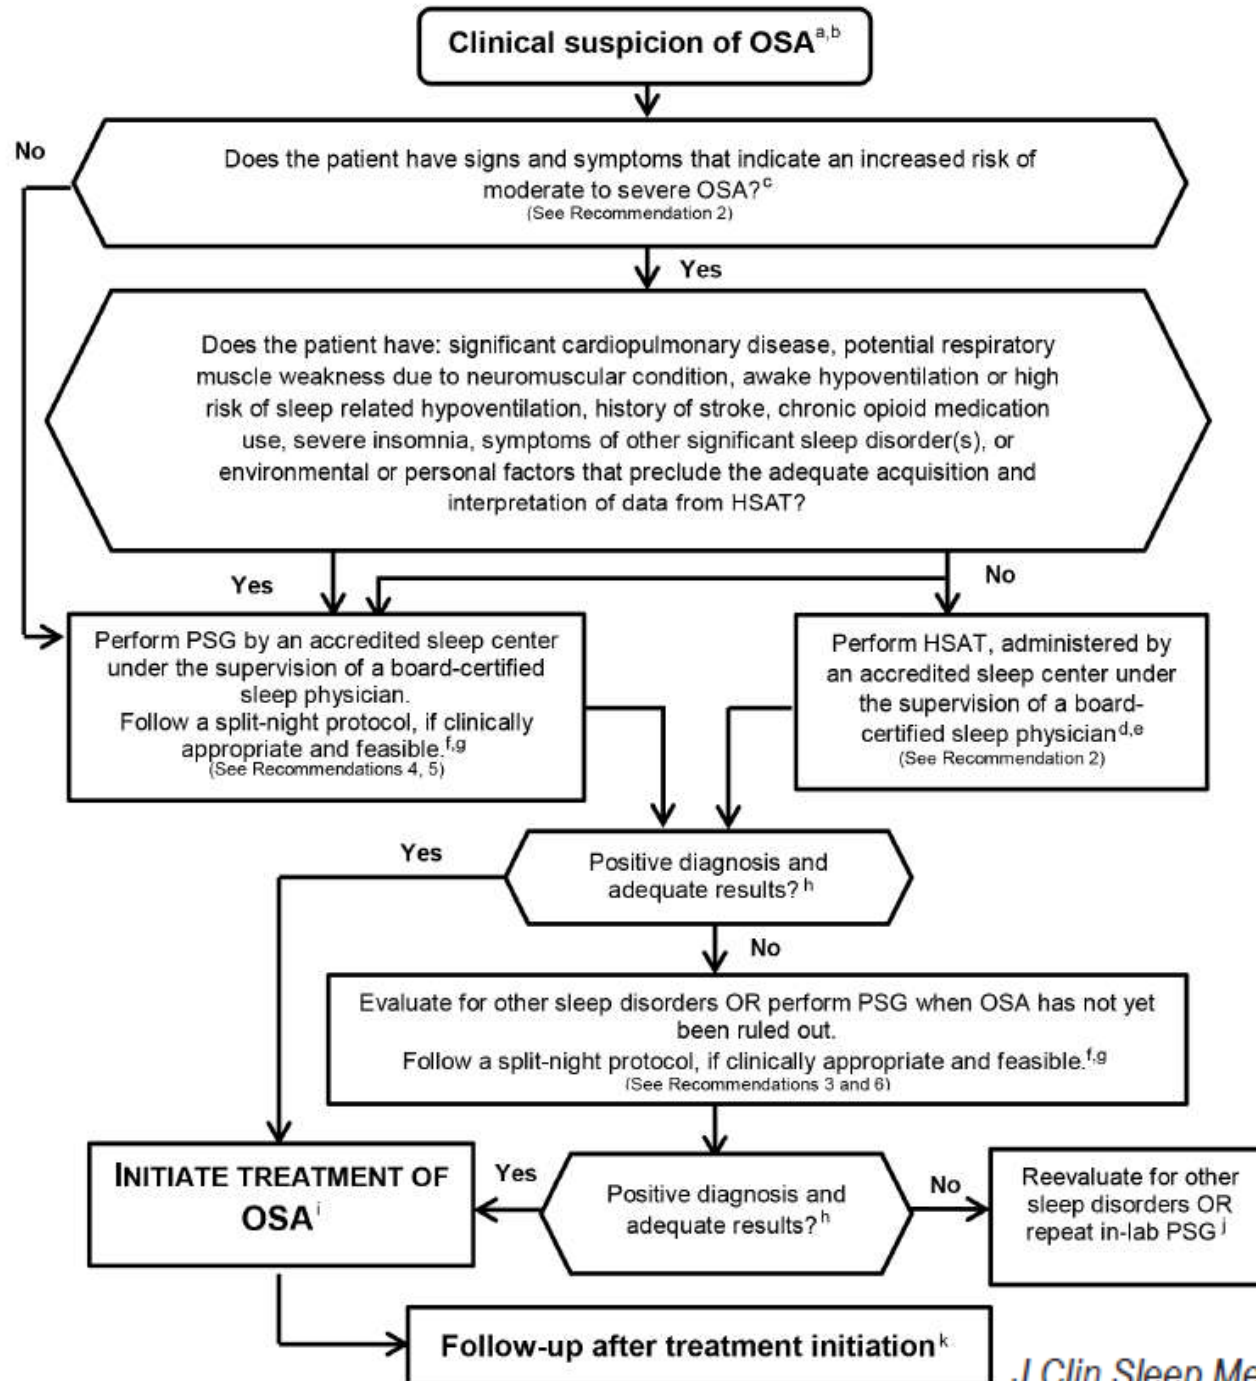 Clinical suspicion of OSAa,b
No
Does the patient have signs and symptoms that indicate an increased risk of
moderate to severe OSA?c
(See Recommendation 2)
Yes
Does the patient have: significant cardiopulmonary disease, potential respiratory
muscle weakness due to neuromuscular condition, awake hypoventilation or high
risk of sleep related hypoventilation, history of stroke, chronic opioid medication
use, severe insomnia, symptoms of other significant sleep disorder(s), or
environmental or personal factors that preclude the adequate acquisition and
interpretation of data from HSAT?
Yes
No
Perform PSG by an accredited sleep center
under the supervision of a board-certified
sleep physician.
Follow a split-night protocol, if clinically
appropriate and feasible.f,g
(See Recommendations 4, 5)
Perform HSAT, administered by
an accredited sleep center under
the supervision of a board-
certified sleep physiciand,e
(See Recommendation 2)
Yes
Positive diagnosis and
adequate results?h
No
Evaluate for other sleep disorders OR perform PSG when OSA has not yet
been ruled out.
Follow a split-night protocol, if clinically appropriate and feasible.f,g
(See Recommendations 3 and 6)
INITIATE TREATMENT OF
OSAi
Yes
Positive diagnosis and
adequate results?h
No
Reevaluate for other
sleep disorders OR
repeat in-lab PSGj
Follow-up after treatment initiationk
J Clin Sleep Me